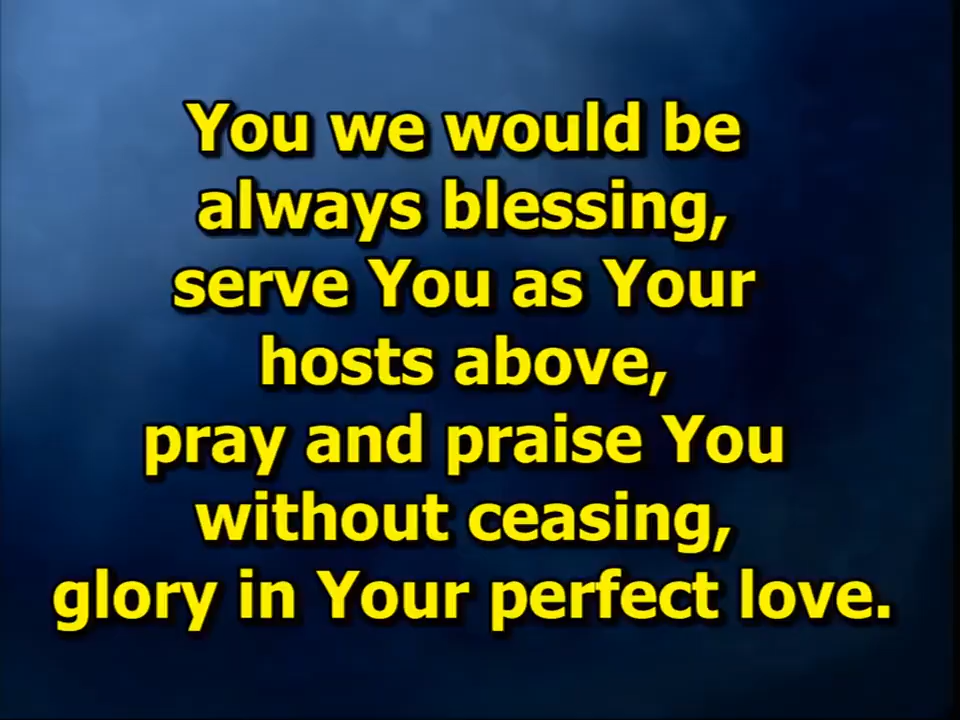 You we would be
always blessing,
serve You as Your
hosts above,
pray and praise You
without ceasing,
glory in Your perfect love.